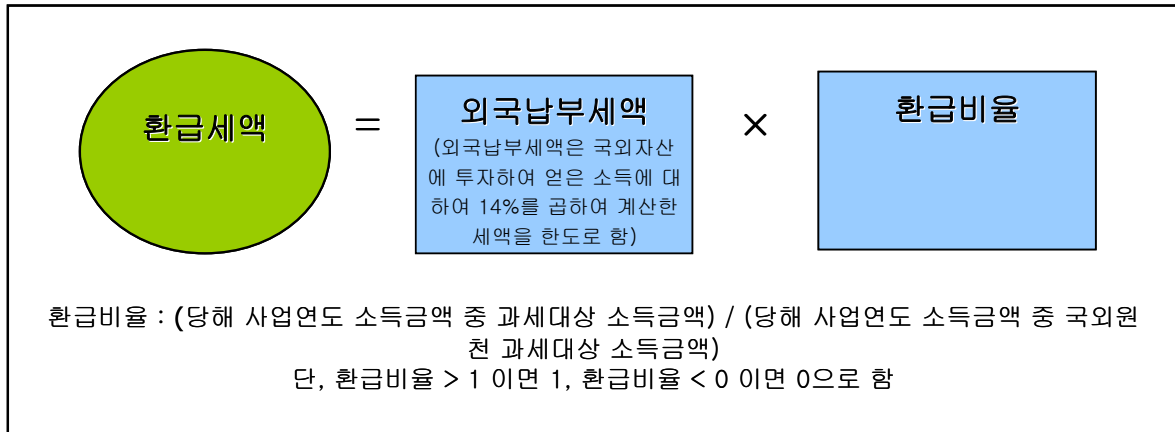 환급세액
=
외국납부세액
(외국납부세액은 국외자산
에 투자하여 얻은 소득에 대
하여 14%를 곱하여 계산한
세액을 한도로 함)
×
환급비율
환급비율 : (당해 사업연도 소득금액 중 과세대상 소득금액) / (당해 사업연도 소득금액 중 국외원
천 과세대상 소득금액)
단, 환급비율 > 1 이면 1, 환급비율 < 0 이면 0으로 함